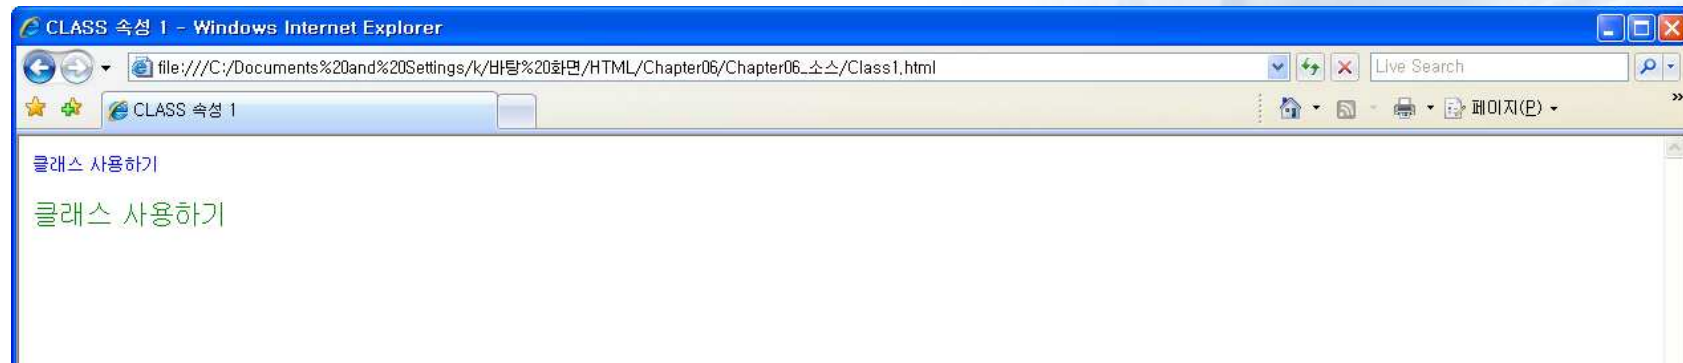 CLASS 속성 1 - Windows Internet Explorer
file:///C:/Documents%20and%20Settings/k/바탕%20화면/HTML/Chapter06/Chapter06_소스/Class1.html
Live Search
CLASS 속성 1
페이지(P)
»
클래스 사용하기
클래스 사용하기